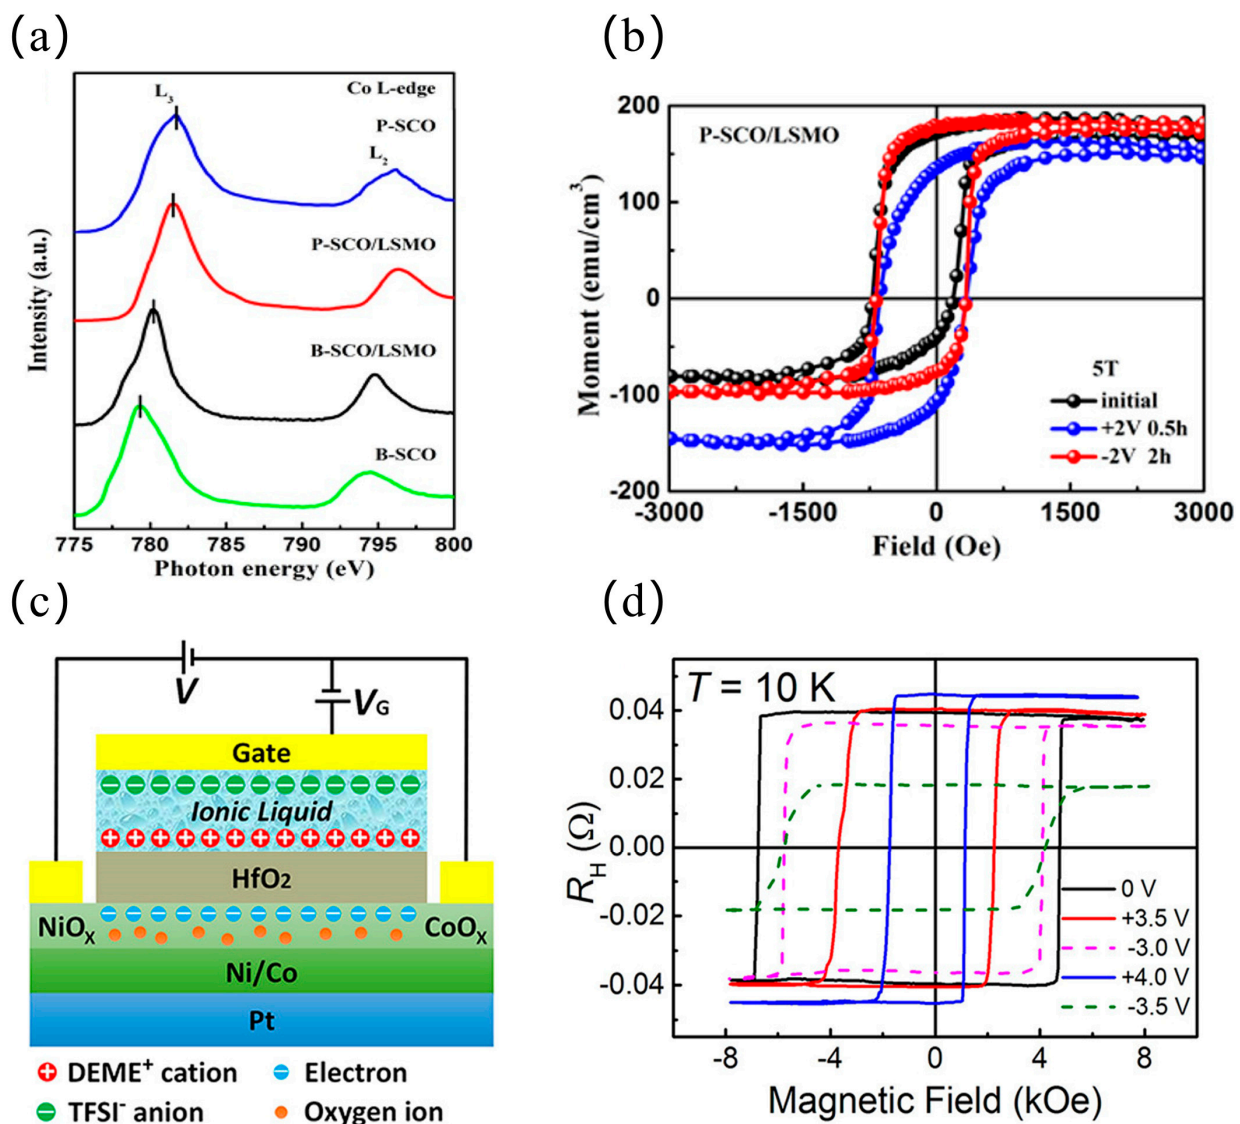 (a)
Intensity (a.u.)
L3
Co L-edge
P-SCO
L2
P-SCO/LSMO
B-SCO/LSMO
B-SCO
775 780 785 790 795 800
Photon energy (eV)
(b)
Moment (emu/cm³)
200
100
0
-100
-200
P-SCO/LSMO
5T
initial
+2V 0.5h
-2V 2h
-3000 -1500 0 1500 3000
Field (Oe)
(c)
V
VG
Gate
Ionic Liquid
HfO2
NiOX CoOX
Ni/Co
Pt
DEME+ cation Electron
TFSI- anion Oxygen ion
(d)
RH (Ω)
0.04
0.02
0.00
-0.02
-0.04
T = 10 K
0 V
+3.5 V
-3.0 V
+4.0 V
-3.5 V
-8 -4 0 4 8
Magnetic Field (kOe)